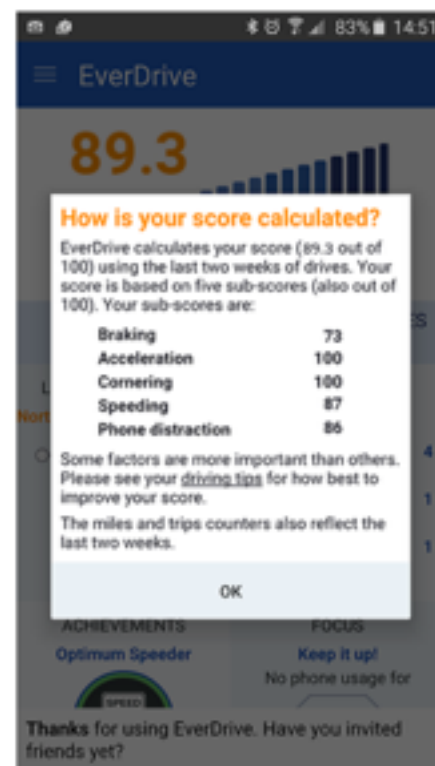 83% 14:51
EverDrive
89.3
How is your score calculated?
EverDrive calculates your score (89.3 out of
100) using the last two weeks of drives. Your
score is based on five sub-scores (also out of
100). Your sub-scores are:
Braking 73
Acceleration 100
Cornering 100
Speeding 87
Phone distraction 86
Some factors are more important than others.
Please see your driving tips for how best to
improve your score.
The miles and trips counters also reflect the
last two weeks.
OK
S
L
Nort
4
1
1
ACHIEVEMENTS FOCUS
Optimum Speeder Keep it up!
No phone usage for
SPEED
Thanks for using EverDrive. Have you invited
friends yet?